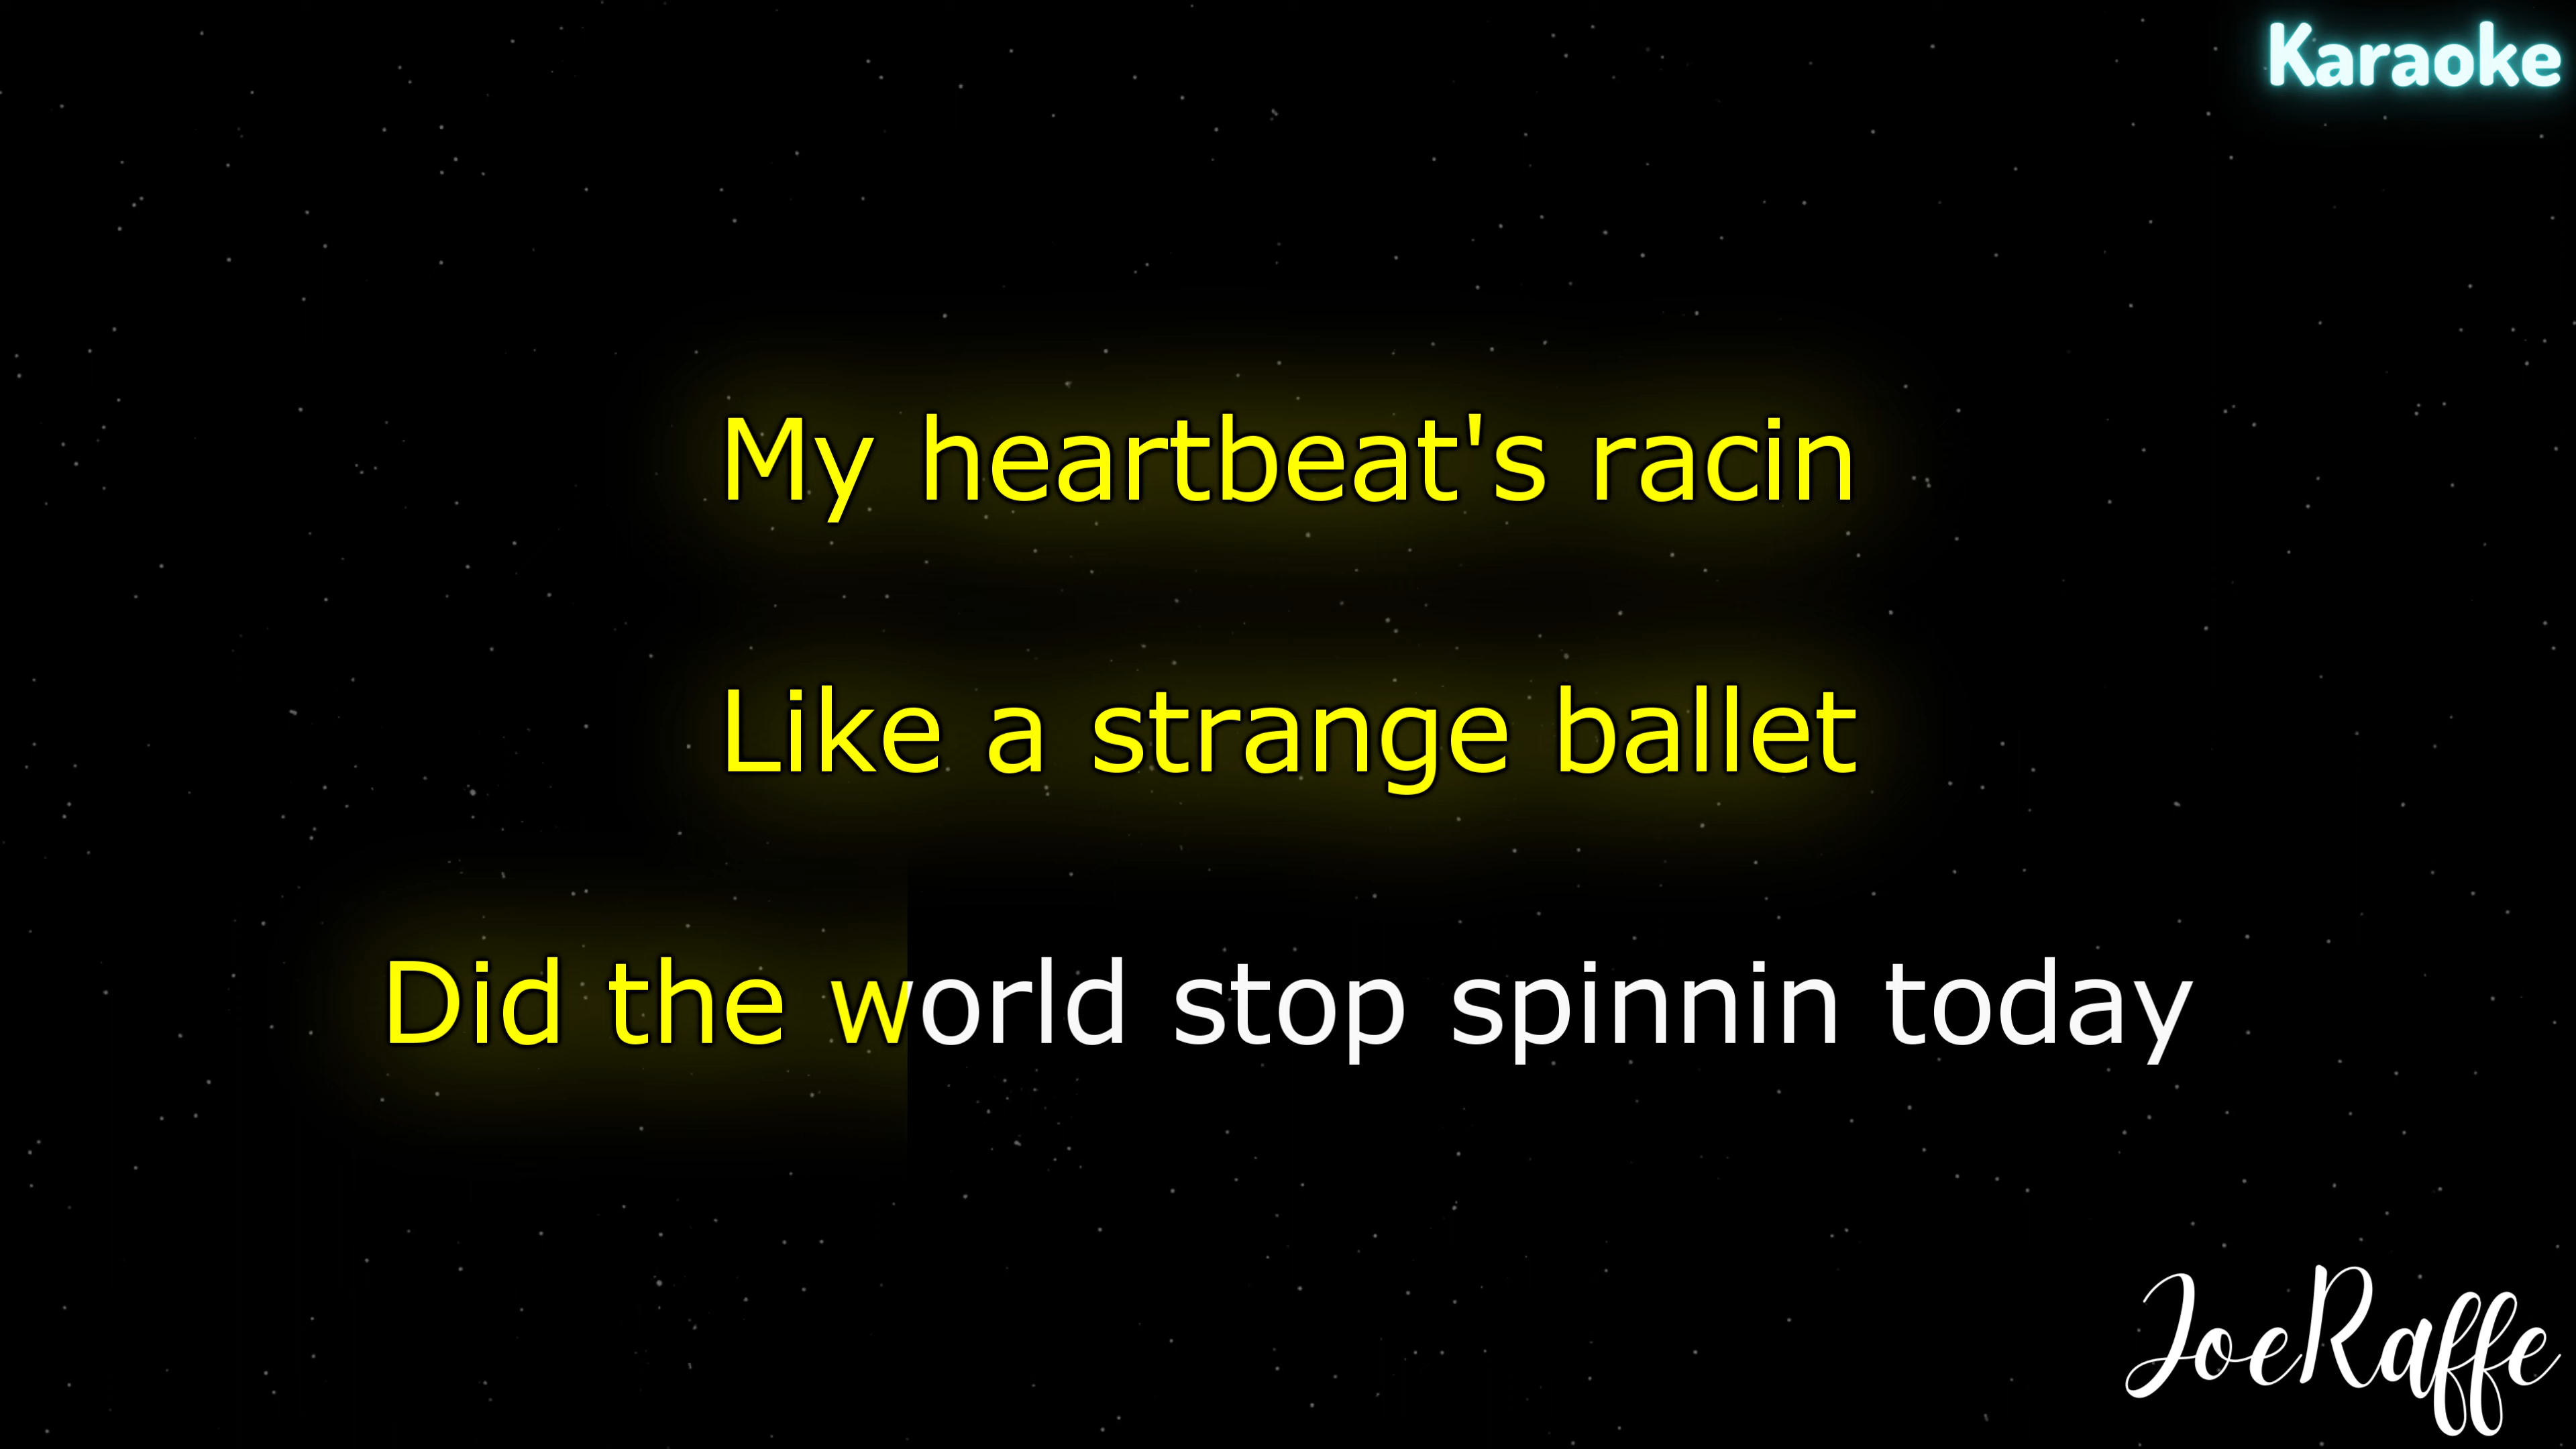 Karaoke
My heartbeat's racin
Like a strange ballet
Did the world stop spinnin today
JoeRaffe